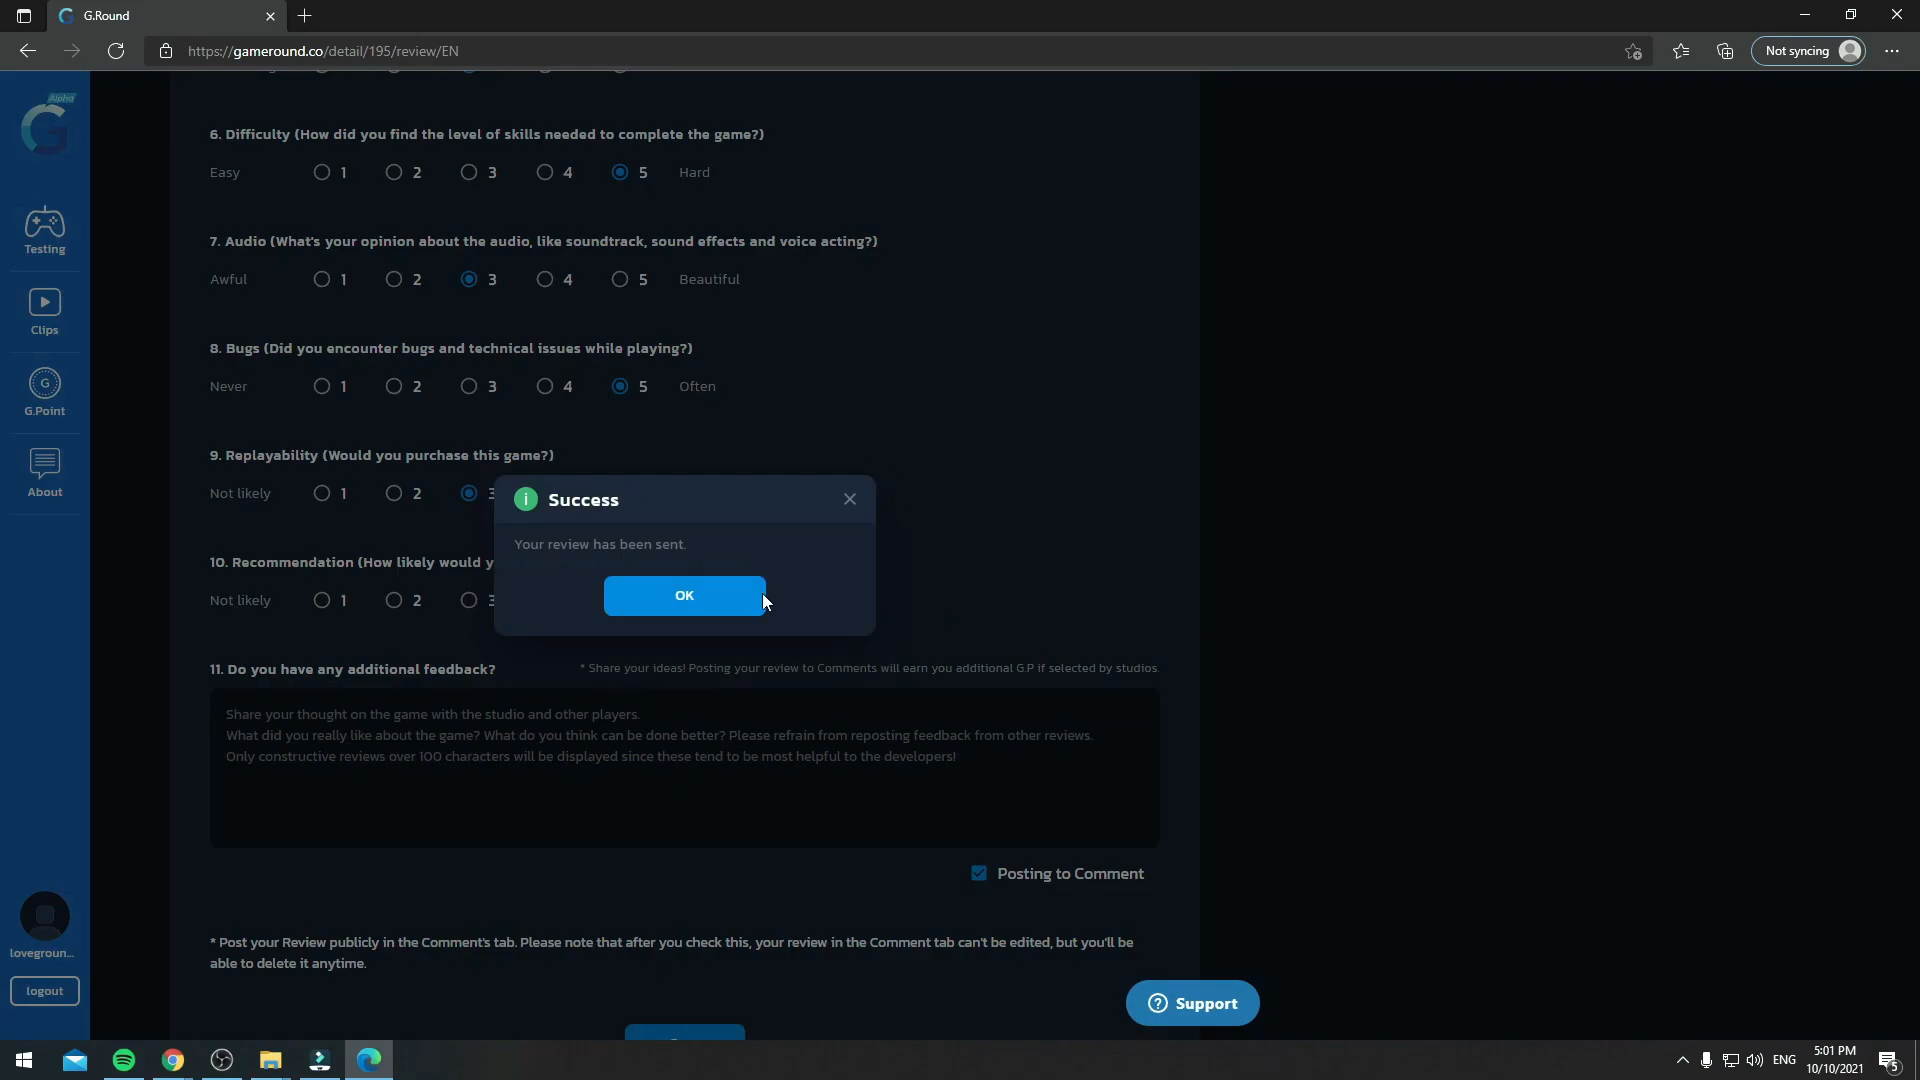 G.Round
https://gameround.co/detail/195/review/EN
Not syncing
Alpha
Testing
Clips
G
G.Point
About
lovegroun...
logout
6. Difficulty (How did you find the level of skills needed to complete the game?)
Easy 1 2 3 4 5 Hard
7. Audio (What's your opinion about the audio, like soundtrack, sound effects and voice acting?)
Awful 1 2 3 4 5 Beautiful
8. Bugs (Did you encounter bugs and technical issues while playing?)
Never 1 2 3 4 5 Often
9. Replayability (Would you purchase this game?)
Not likely 1 2 3
Success
Your review has been sent.
OK
10. Recommendation (How likely would y
Not likely 1 2 3
11. Do you have any additional feedback? * Share your ideas! Posting your review to Comments will earn you additional G.P if selected by studios.
Share your thought on the game with the studio and other players.
What did you really like about the game? What do you think can be done better? Please refrain from reposting feedback from other reviews.
Only constructive reviews over 100 characters will be displayed since these tend to be most helpful to the developers!
Posting to Comment
* Post your Review publicly in the Comment's tab. Please note that after you check this, your review in the Comment tab can't be edited, but you'll be
able to delete it anytime.
Support
ENG
5:01 PM
10/10/2021
5